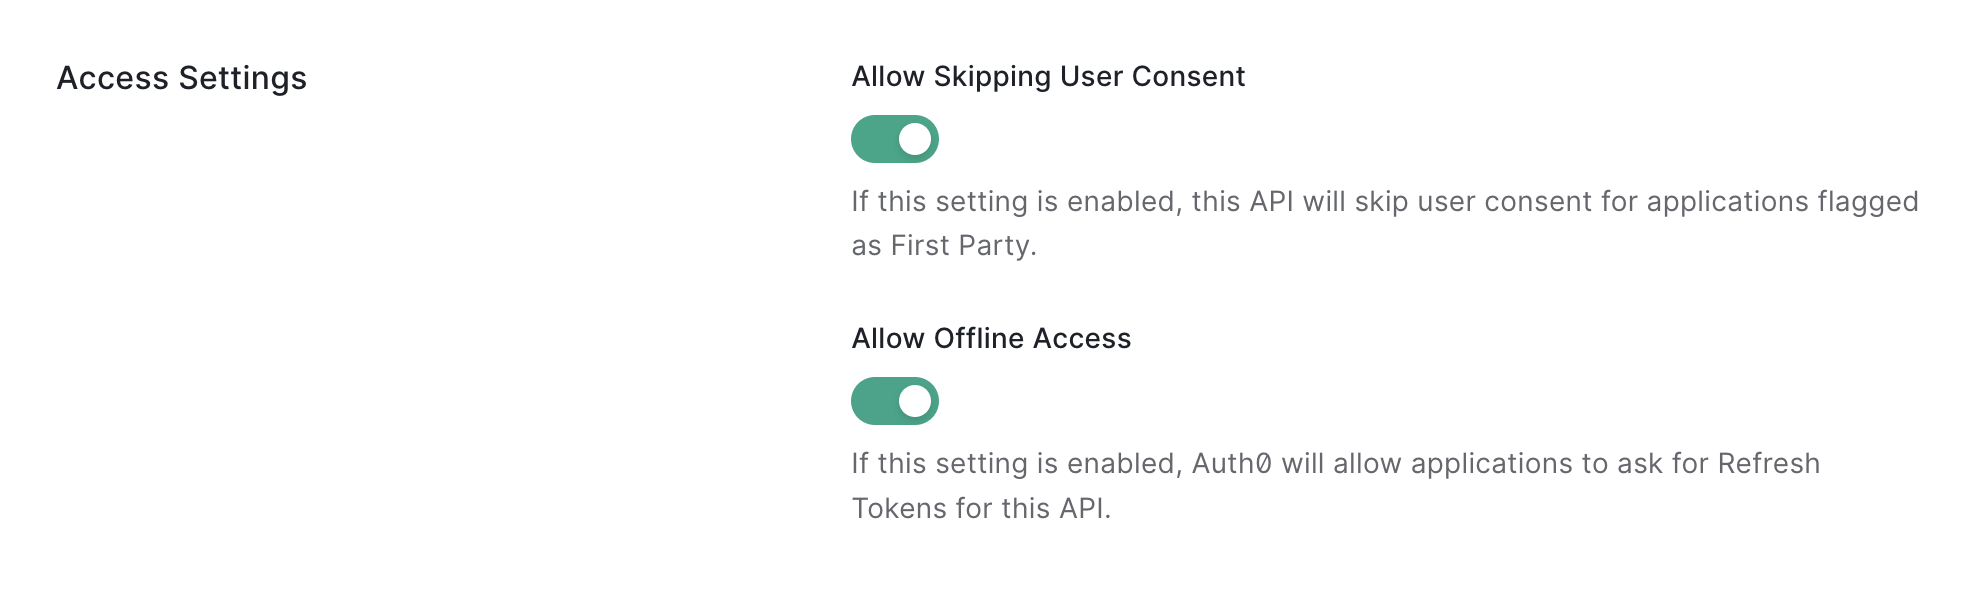 Access Settings
Allow Skipping User Consent
If this setting is enabled, this API will skip user consent for applications flagged
as First Party.
Allow Offline Access
If this setting is enabled, Auth0 will allow applications to ask for Refresh
Tokens for this API.